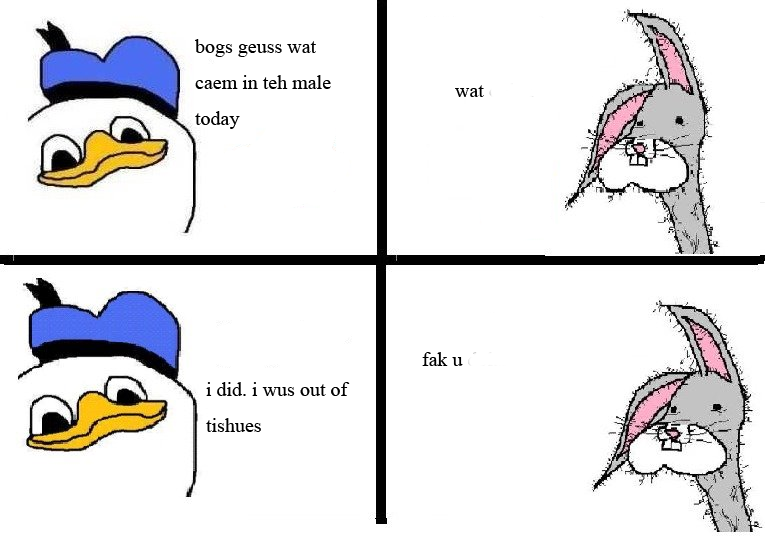 bogs geuss wat
caem in teh male
today
wat
i did. i wus out of
tishues
fak u